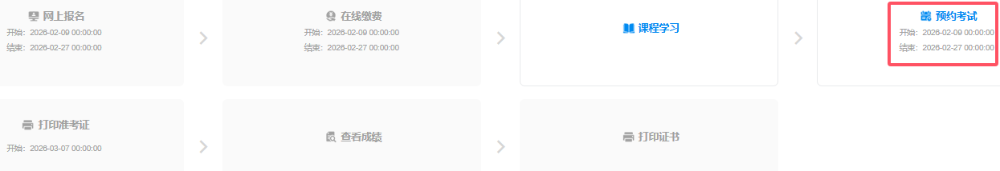 网上报名
开始：2026-02-09 00:00:00
结束：2026-02-27 00:00:00
在线缴费
开始：2026-02-09 00:00:00
结束：2026-02-27 00:00:00
课程学习
预约考试
开始：2026-02-09 00:00:00
结束：2026-02-27 00:00:00
打印准考证
开始：2026-03-07 00:00:00
查看成绩
打印证书